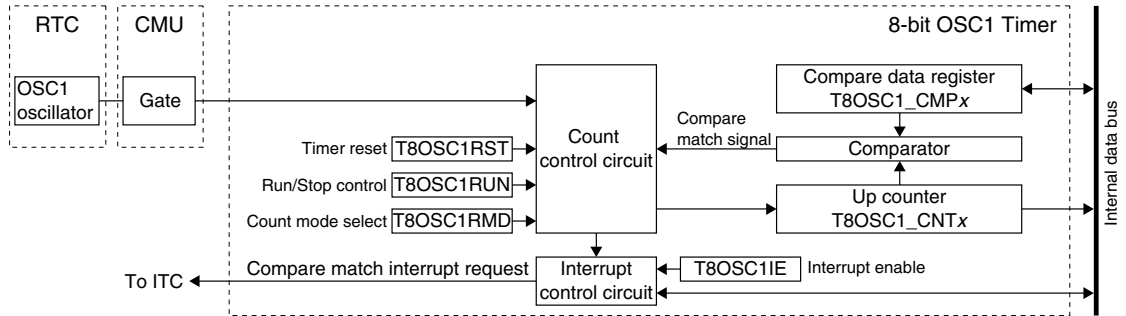 RTC
CMU
8-bit OSC1 Timer
OSC1
oscillator
Gate
Count
control circuit
Compare data register
T8OSC1_CMPx
Compare
match signal
Comparator
Timer reset T8OSC1RST
Run/Stop control T8OSC1RUN
Count mode select T8OSC1RMD
Up counter
T8OSC1_CNTx
Internal data bus
To ITC
Compare match interrupt request
Interrupt
control circuit
T8OSC1IE Interrupt enable